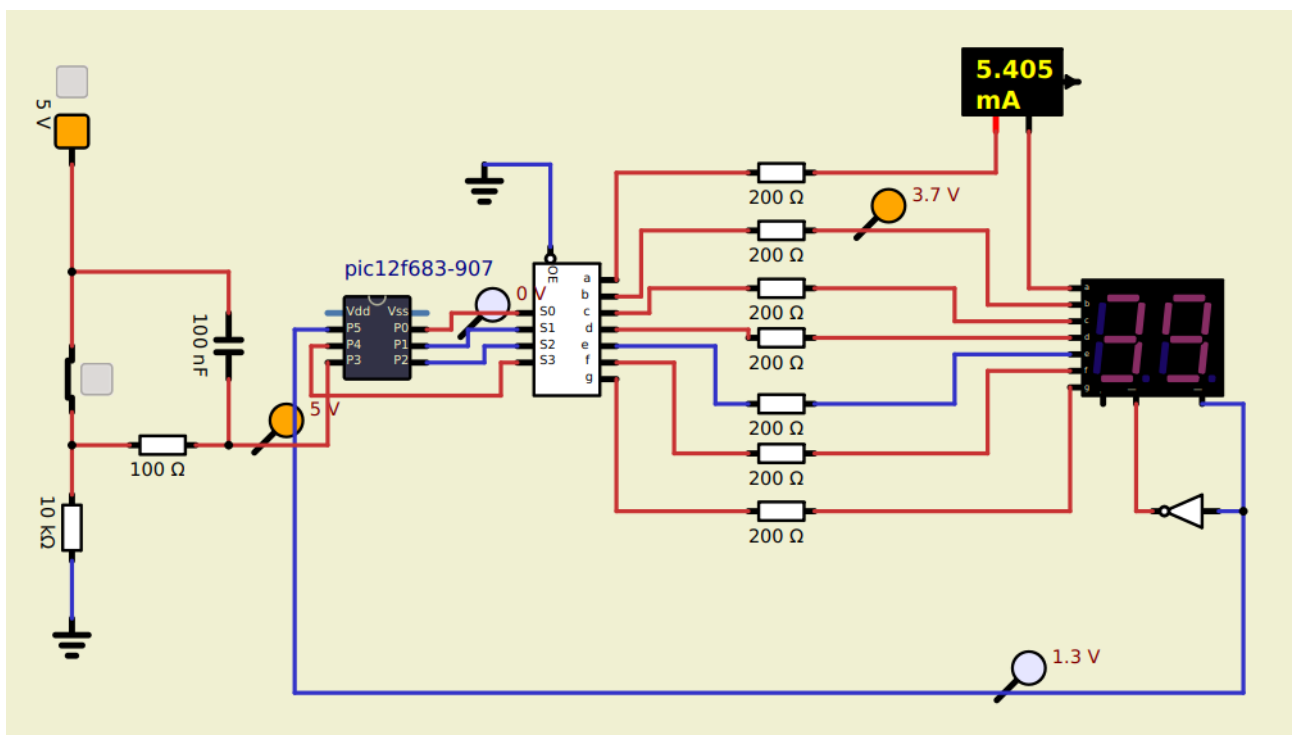 5.405
mA
5 V
200 Ω
3.7 V
200 Ω
pic12f683-907
OE
a
b
c
d
e
f
g
0 V
S0
S1
S2
S3
Vdd Vss
P5 P0
P4 P1
P3 P2
200 Ω
200 Ω
200 Ω
200 Ω
200 Ω
a
b
c
d
e
f
g
99
100 nF
5 V
100 Ω
10 kΩ
1.3 V